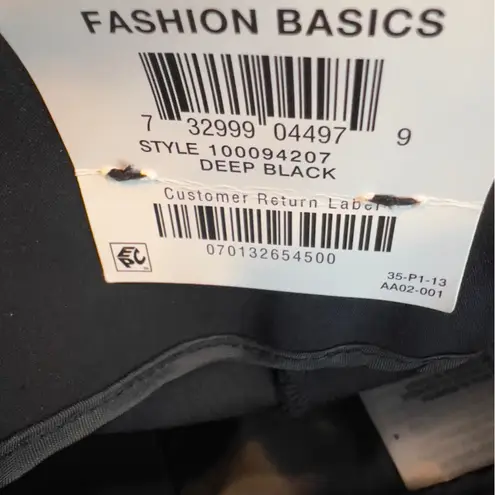 FASHION BASICS
7 32999 04497 9
STYLE 100094207
DEEP BLACK
Customer Return Label
070132654500
EPC
35-P1-13
AA02-001